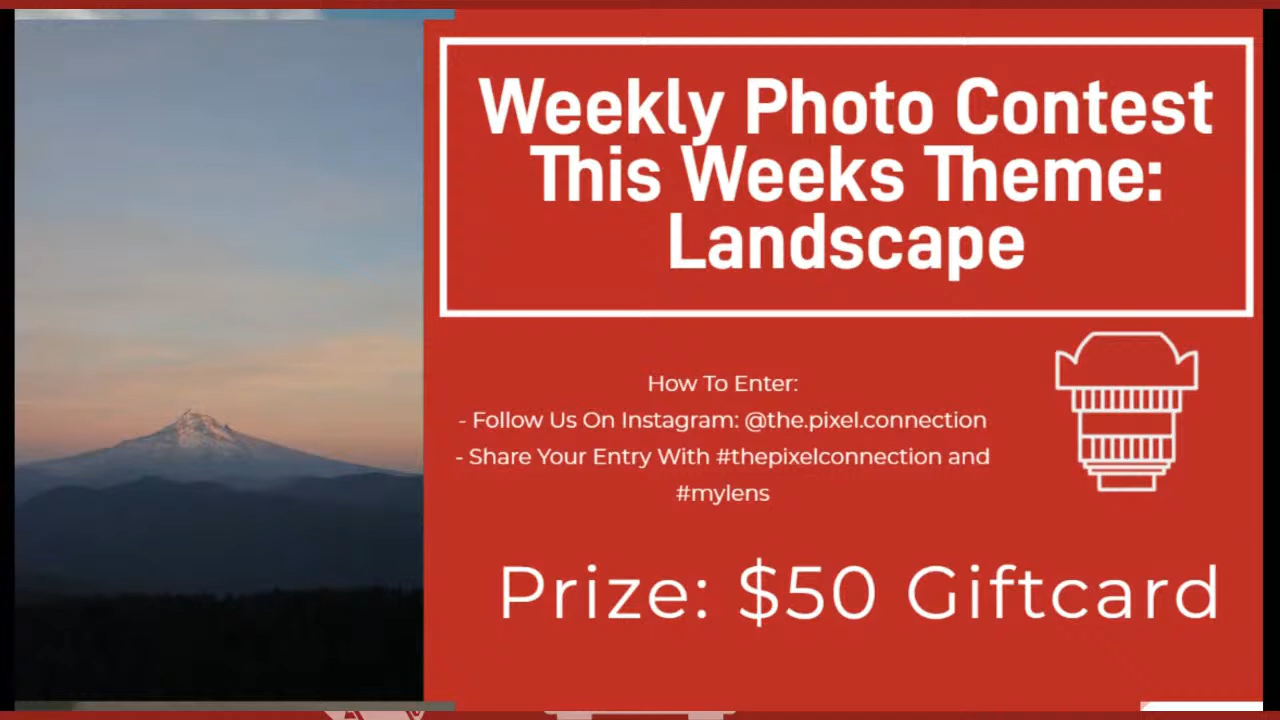 Weekly Photo Contest
This Weeks Theme:
Landscape
How To Enter:
- Follow Us On Instagram: @the.pixel.connection
- Share Your Entry With #thepixelconnection and
#mylens
Prize: $50 Giftcard